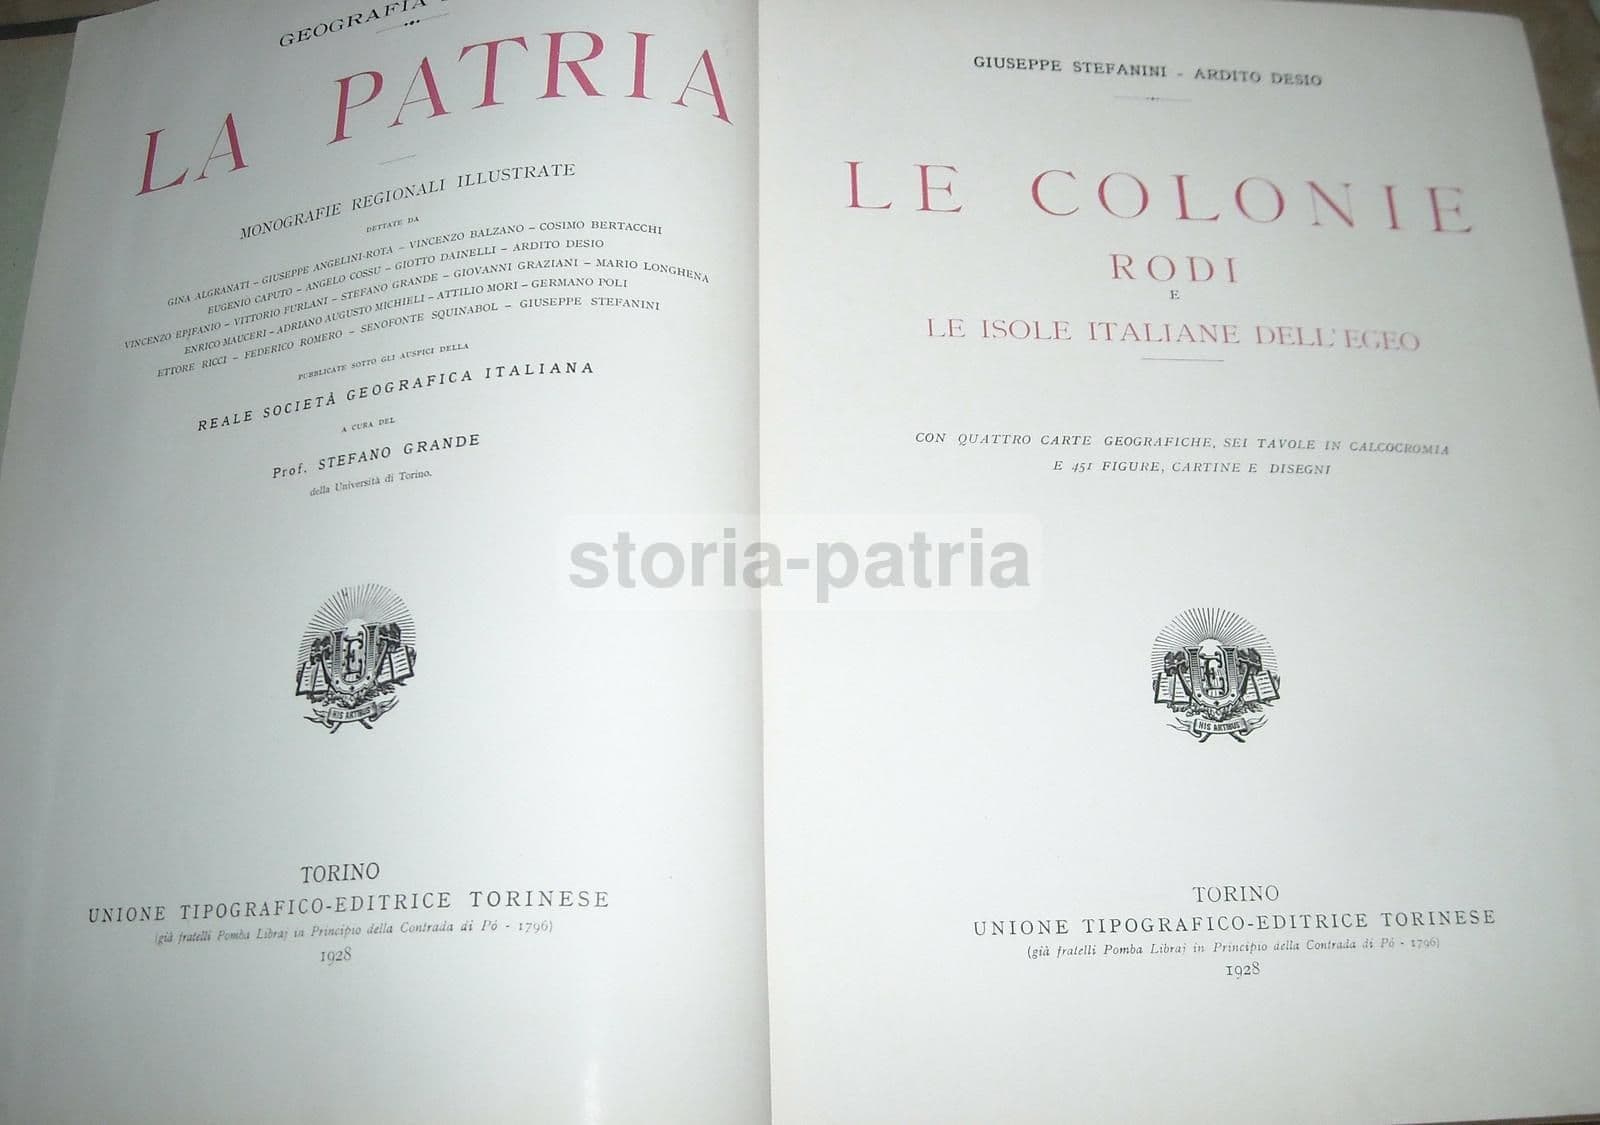 GEOGRAFIA
LA PATRIA
MONOGRAFIE REGIONALI ILLUSTRATE
DETTATE DA
GINA ALGRANATI – GIUSEPPE ANGELINI-ROTA – VINCENZO BALZANO – COSIMO BERTACCHI
EUGENIO CAPUTO – ANGELO COSSU – GIOTTO DAINELLI – ARDITO DESIO
VINCENZO EPIFANIO – VITTORIO FURLANI – STEFANO GRANDE – GIOVANNI GRAZIANI – MARIO LONGHENA
ENRICO MAUCERI – ADRIANO AUGUSTO MICHIELI – ATTILIO MORI – GERMANO POLI
ETTORE RICCI – FEDERICO ROMERO – SENOFONTE SQUINABOL – GIUSEPPE STEFANINI
PUBBLICATE SOTTO GLI AUSPICI DELLA
REALE SOCIETÀ GEOGRAFICA ITALIANA
A CURA DEL
Prof. STEFANO GRANDE
della Università di Torino.
HIS ARTIBUS
TORINO
UNIONE TIPOGRAFICO-EDITRICE TORINESE
(già fratelli Pomba Libraj in Principio della Contrada di Pó - 1796)
1928
GIUSEPPE STEFANINI - ARDITO DESIO
LE COLONIE
RODI
E
LE ISOLE ITALIANE DELL'EGEO
CON QUATTRO CARTE GEOGRAFICHE, SEI TAVOLE IN CALCOCROMIA
E 451 FIGURE, CARTINE E DISEGNI
HIS ARTIBUS
TORINO
UNIONE TIPOGRAFICO-EDITRICE TORINESE
(già fratelli Pomba Libraj in Principio della Contrada di Pó - 1796)
1928
storia-patria